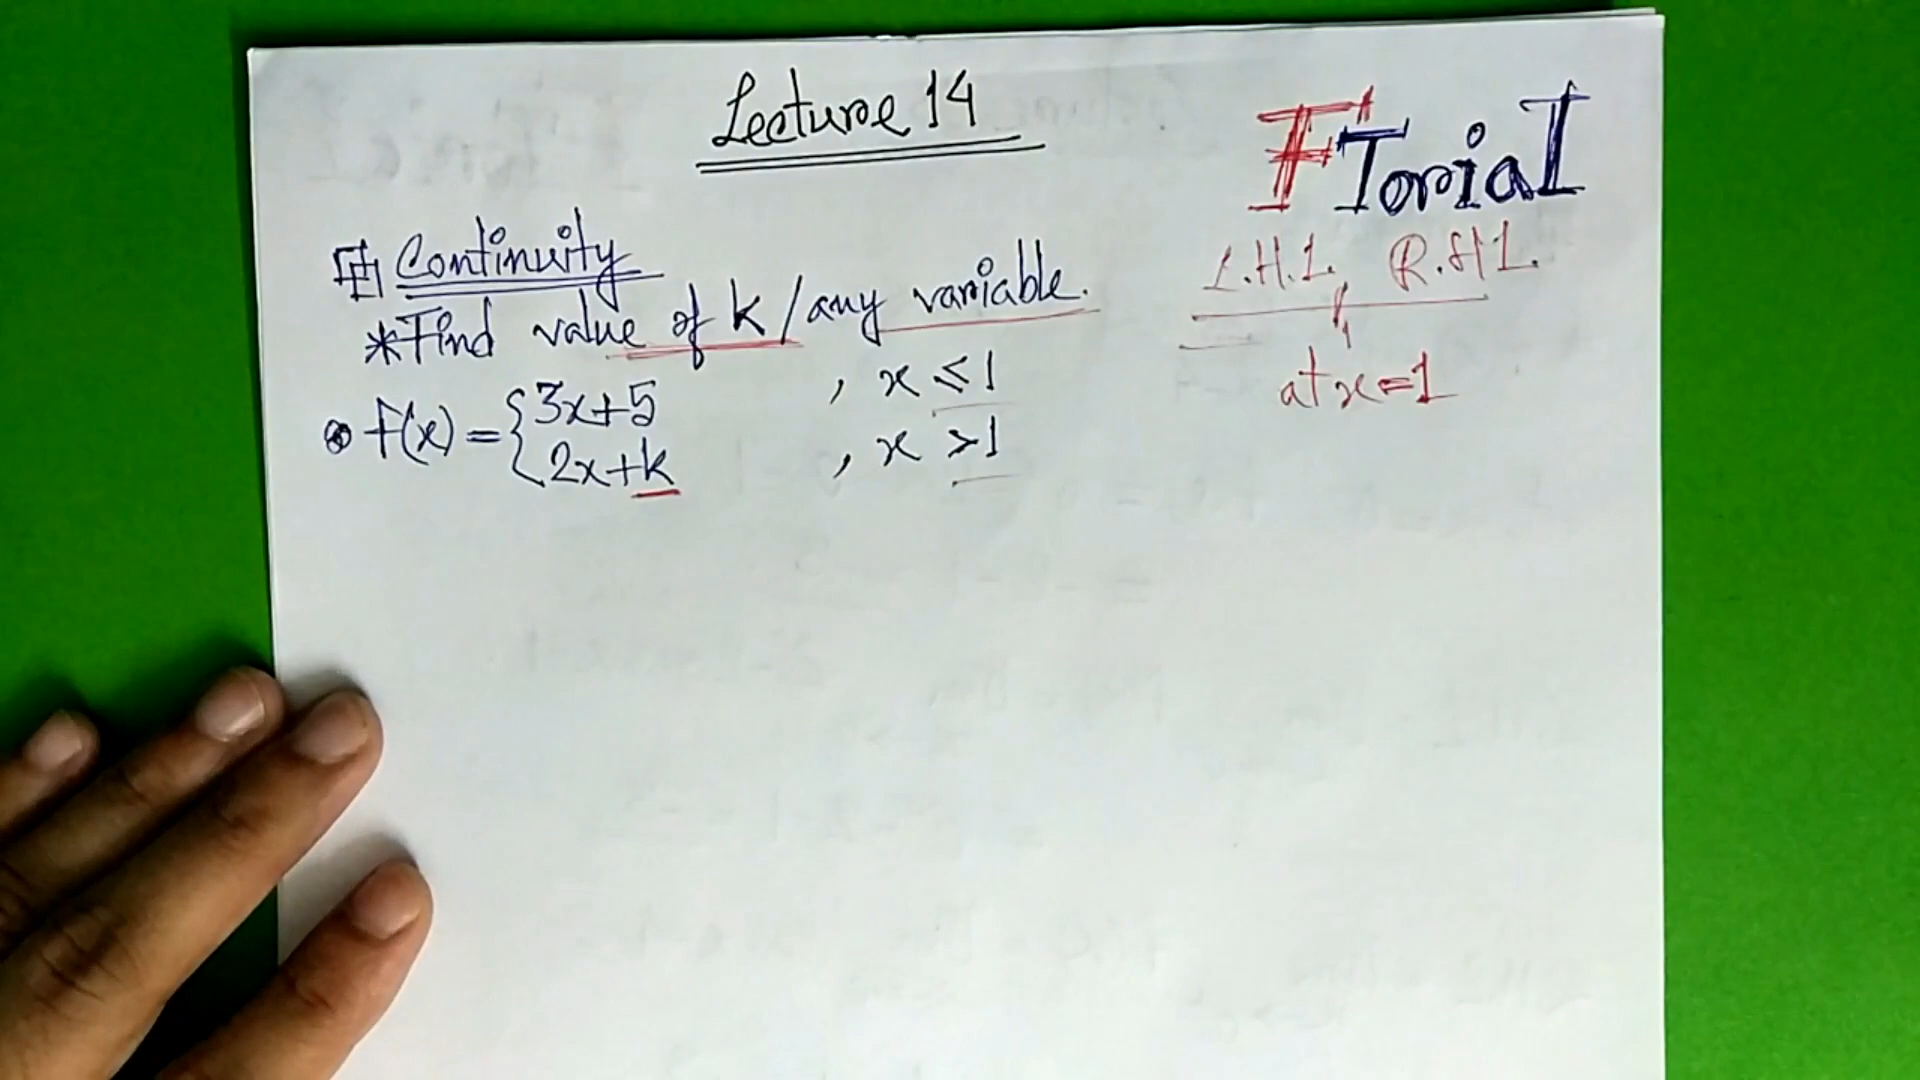 Lecture 14
FTorial
Continuity
L.H.L, R.H.L.
*Find value of k / any variable.
at x=1
f(x) = { 3x+5 , x ≤ 1
2x+k , x > 1